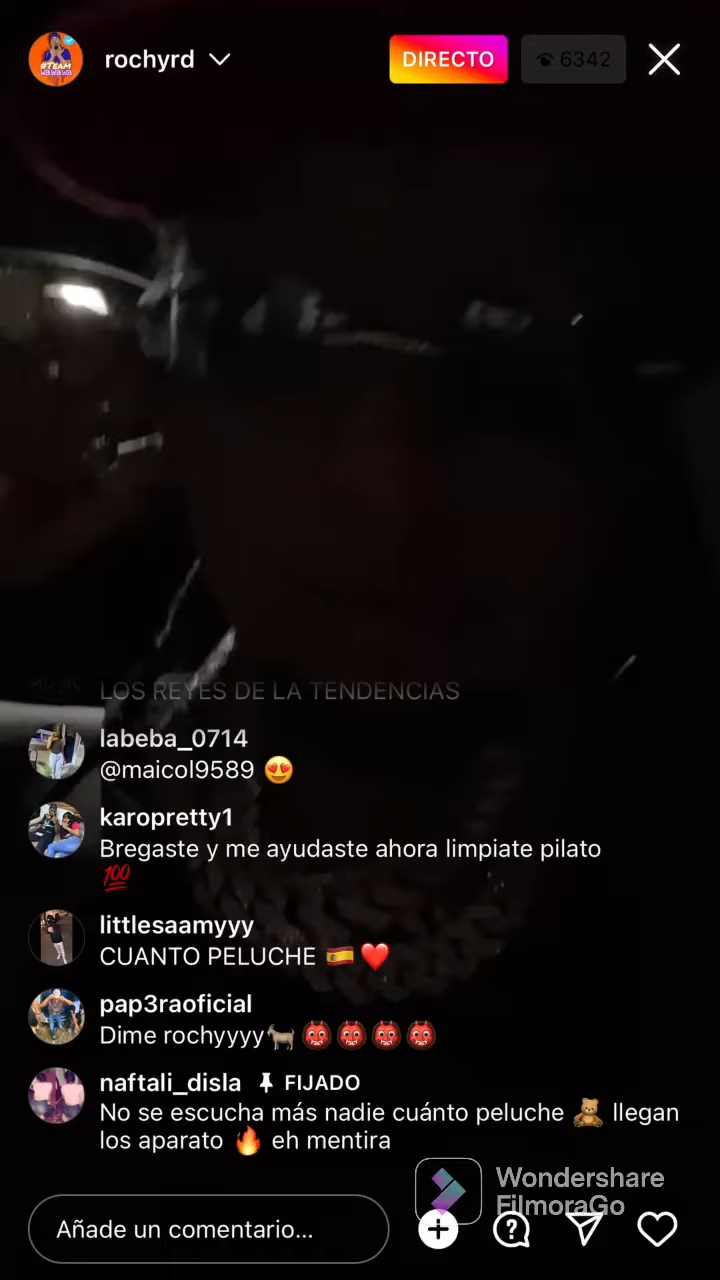 #TEAM
WAWAWA
rochyrd
DIRECTO
6342
LOS REYES DE LA TENDENCIAS
labeba_0714
@maicol9589 😍
karopretty1
Bregaste y me ayudaste ahora limpiate pilato
💯
littlesaamyyy
CUANTO PELUCHE 🇪🇸❤️
pap3raoficial
Dime rochyyyy🐐👹👹👹👹
naftali_disla 📌 FIJADO
No se escucha más nadie cuánto peluche 🧸 llegan
los aparato 🔥 eh mentira
Wondershare
FilmoraGo
Añade un comentario...